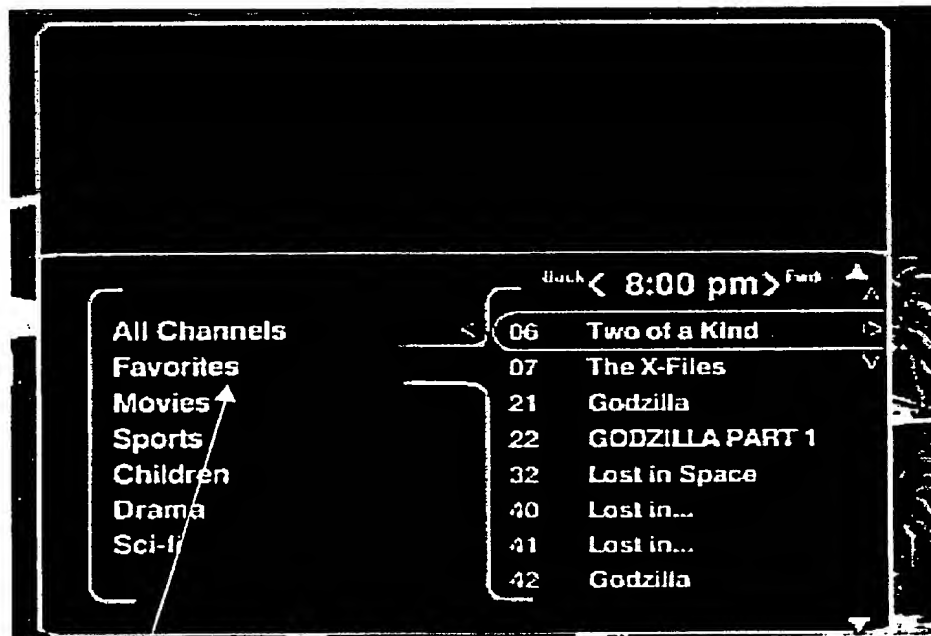 Back < 8:00 pm > Fwd
All Channels
Favorites
Movies
Sports
Children
Drama
Sci-fi
06 Two of a Kind
07 The X-Files
21 Godzilla
22 GODZILLA PART 1
32 Lost in Space
40 Lost in...
41 Lost in...
42 Godzilla